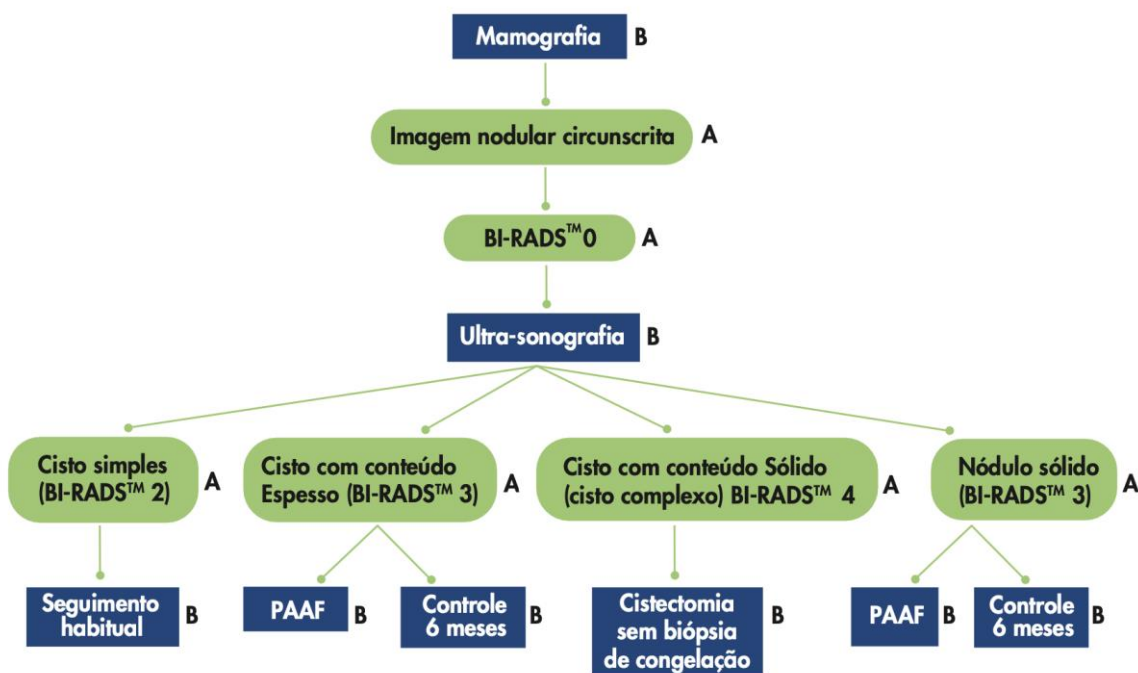 Mamografia B
Imagem nodular circunscrita A
BI-RADS™ 0 A
Ultra-sonografia B
Cisto simples
(BI-RADS™ 2) A
Cisto com conteúdo
Espesso (BI-RADS™ 3) A
Cisto com conteúdo Sólido
(cisto complexo) BI-RADS™ 4 A
Nódulo sólido
(BI-RADS™ 3) A
Seguimento
habitual B
PAAF B
Controle
6 meses B
Cistectomia
sem biópsia
de congelação B
PAAF B
Controle
6 meses B